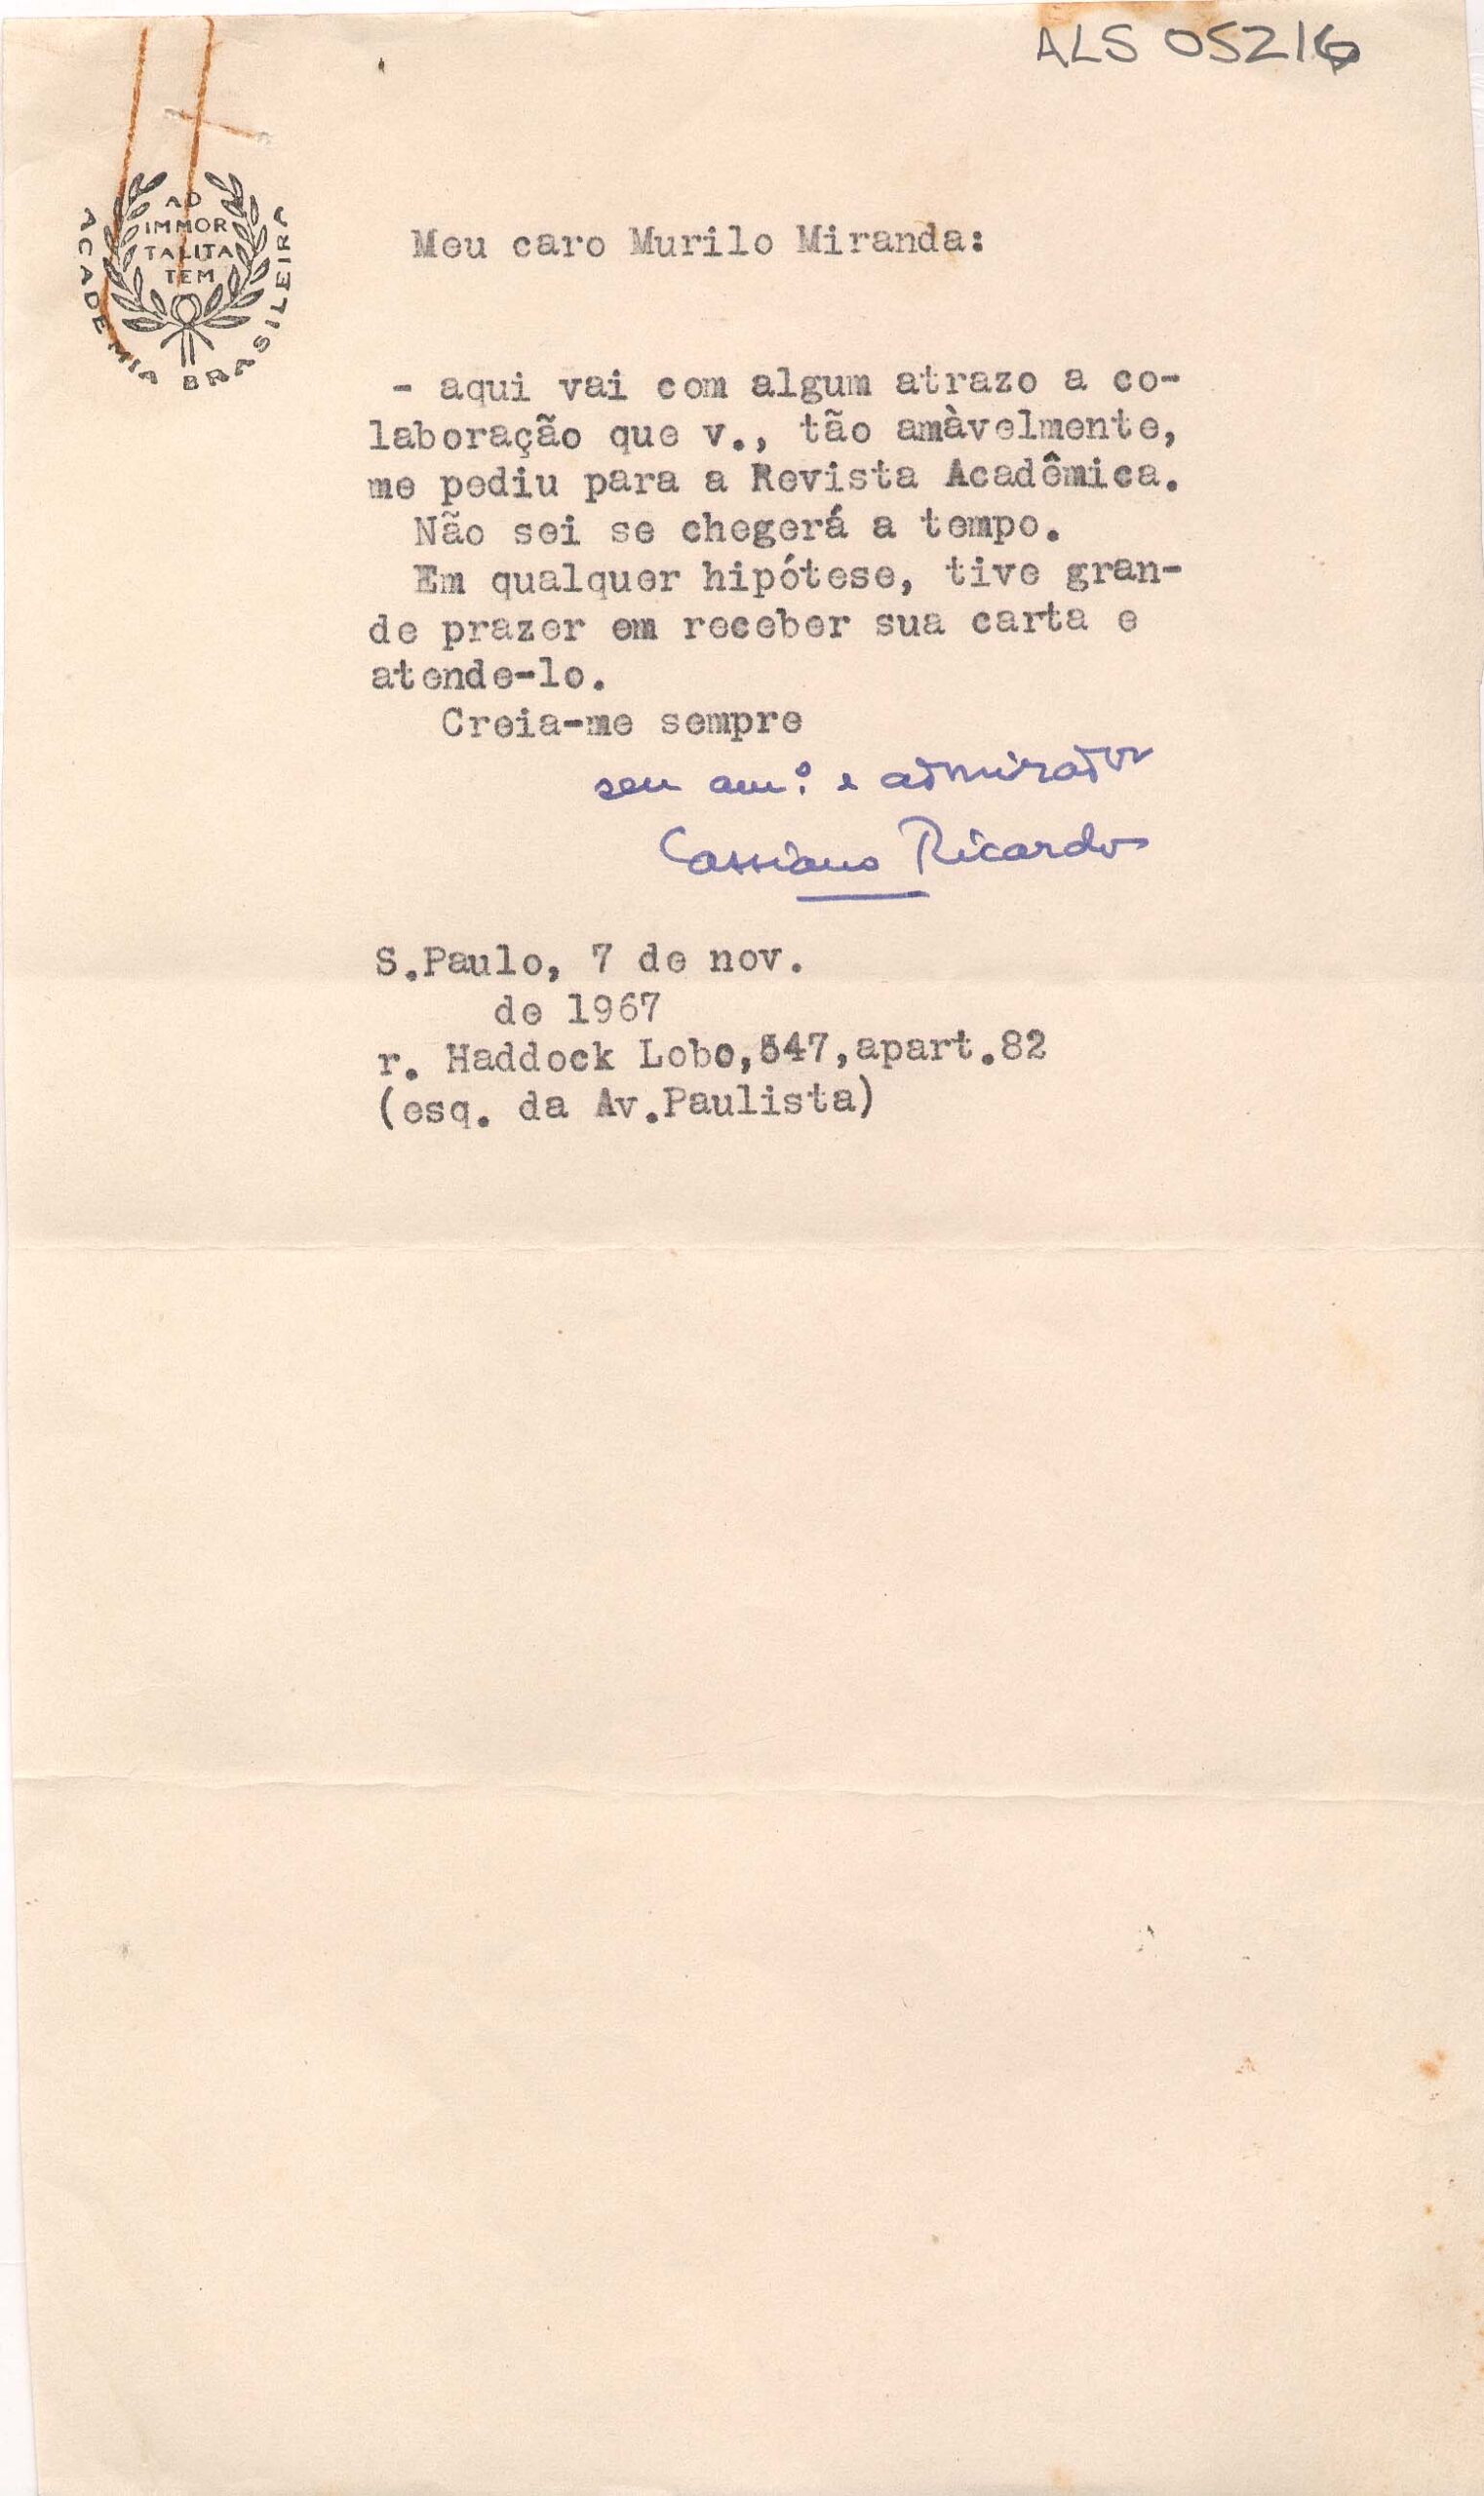 ALS 05216
AD
IMMOR
TALITA
TEM
ACADEMIA BRASILEIRA
Meu caro Murilo Miranda:
- aqui vai com algum atrazo a co-
laboração que v., tão amàvelmente,
me pediu para a Revista Acadêmica.
Não sei se chegerá a tempo.
Em qualquer hipótese, tive gran-
de prazer em receber sua carta e
atende-lo.
Creia-me sempre
seu am.º e admirador
Cassiano Ricardo
S.Paulo, 7 de nov.
de 1967
r. Haddock Lobo,547,apart.82
(esq. da Av.Paulista)